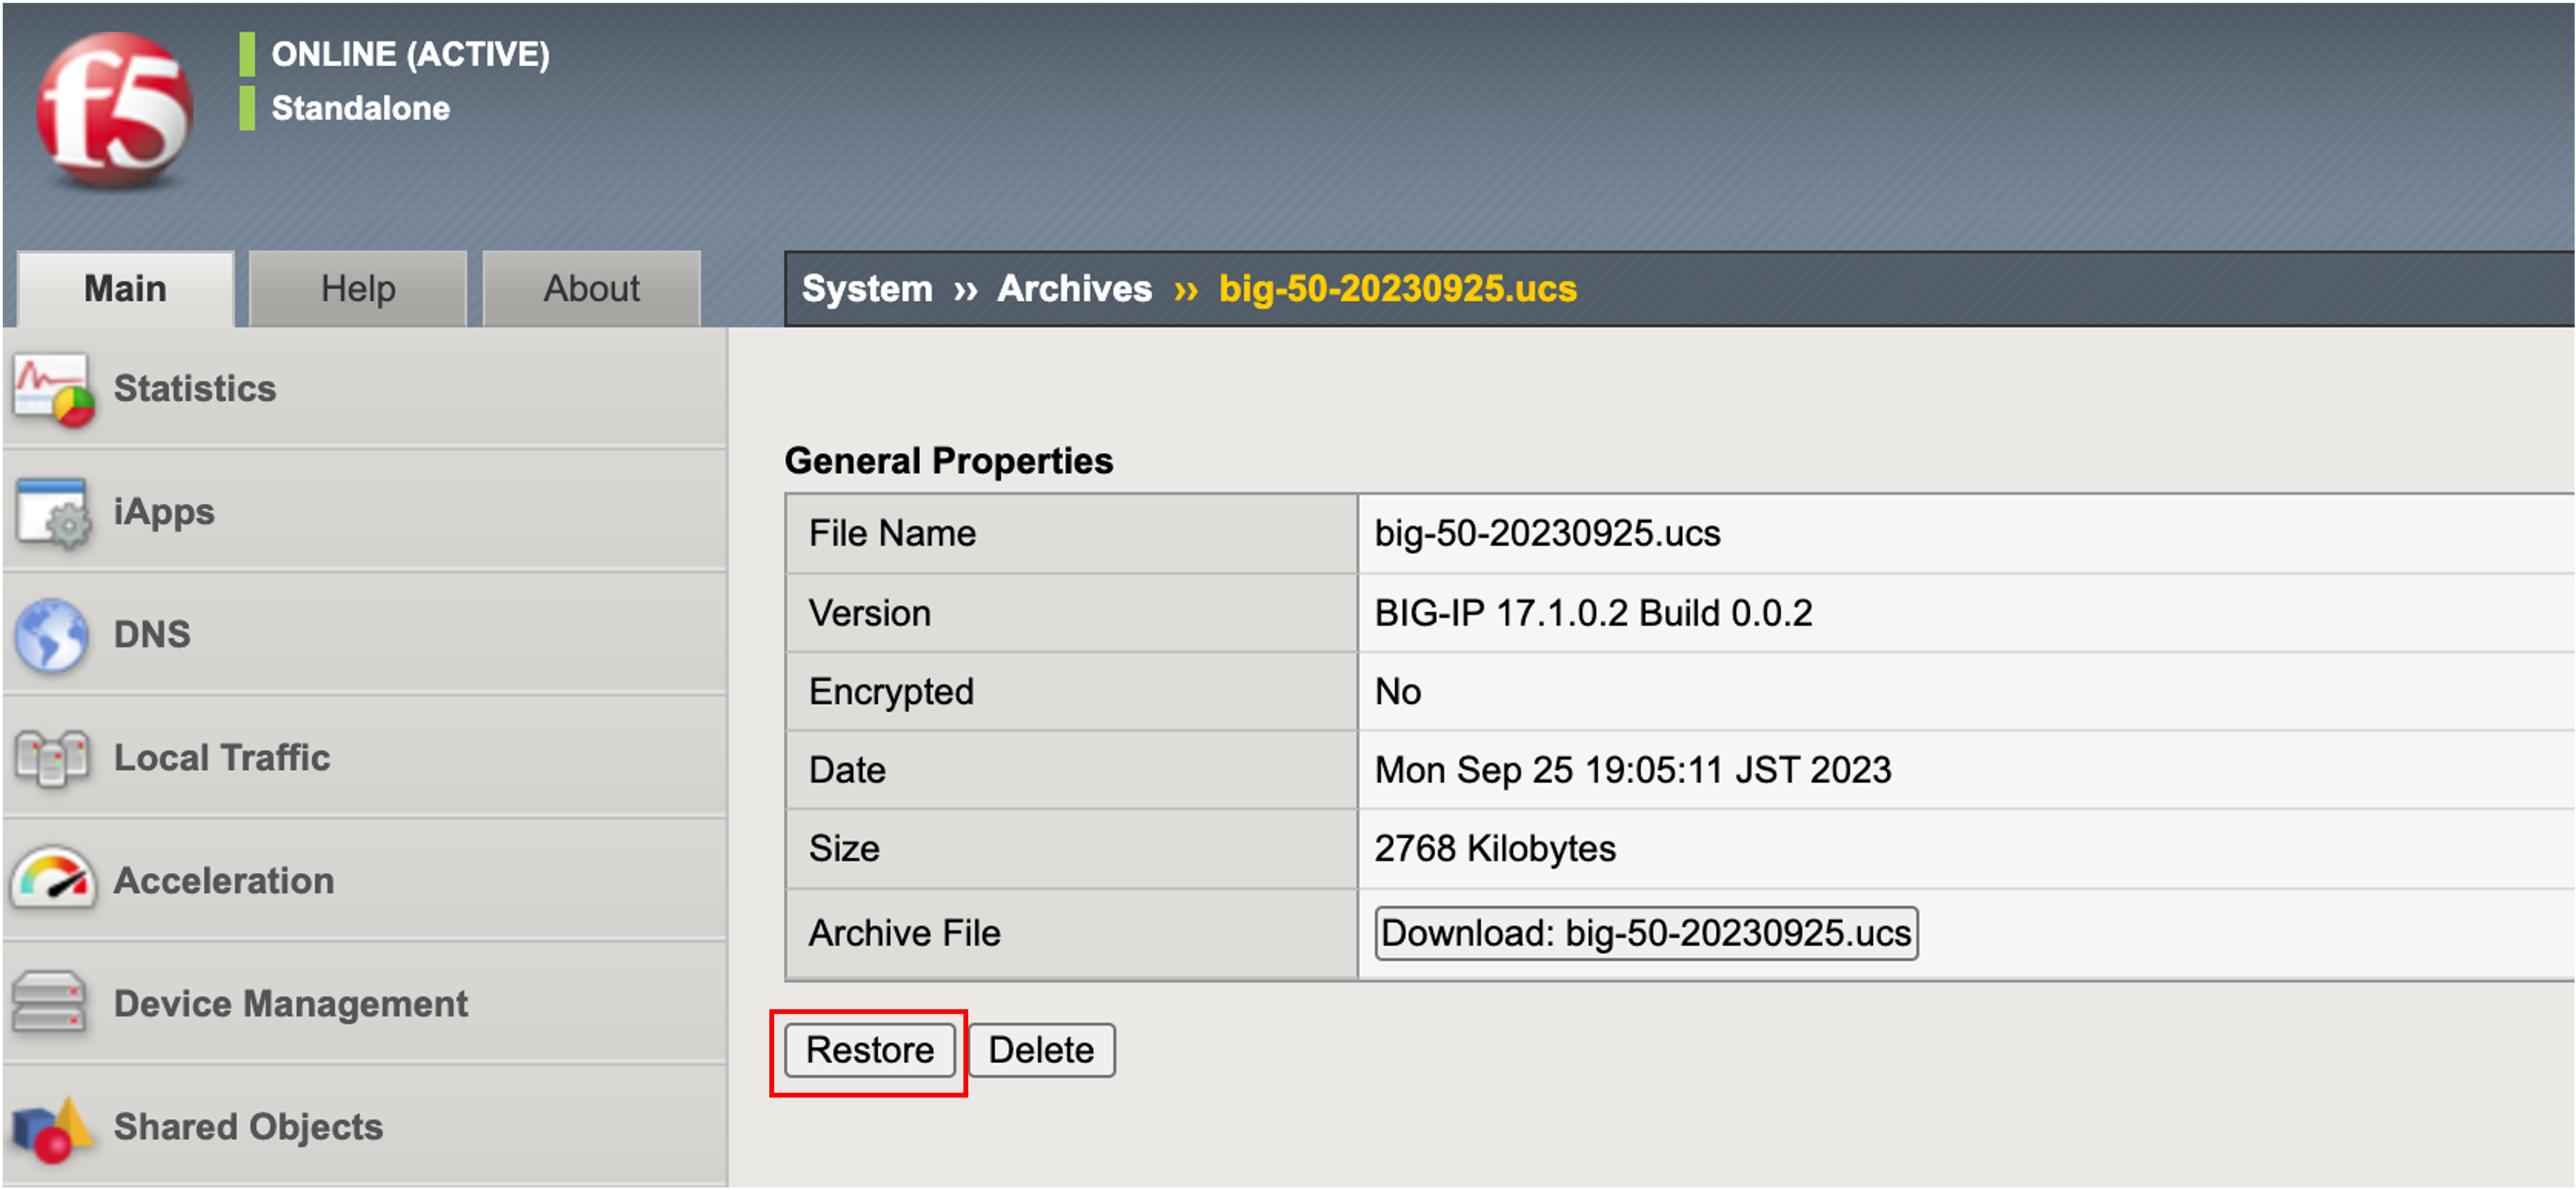 f5
ONLINE (ACTIVE)
Standalone
Main Help About
System ›› Archives ›› big-50-20230925.ucs
Statistics
iApps
DNS
Local Traffic
Acceleration
Device Management
Shared Objects
General Properties
File Name big-50-20230925.ucs
Version BIG-IP 17.1.0.2 Build 0.0.2
Encrypted No
Date Mon Sep 25 19:05:11 JST 2023
Size 2768 Kilobytes
Archive File Download: big-50-20230925.ucs
Restore Delete